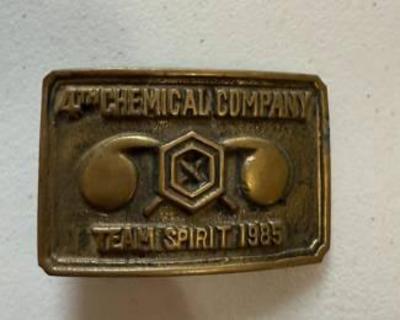 4TH CHEMICAL COMPANY
TEAM SPIRIT 1985